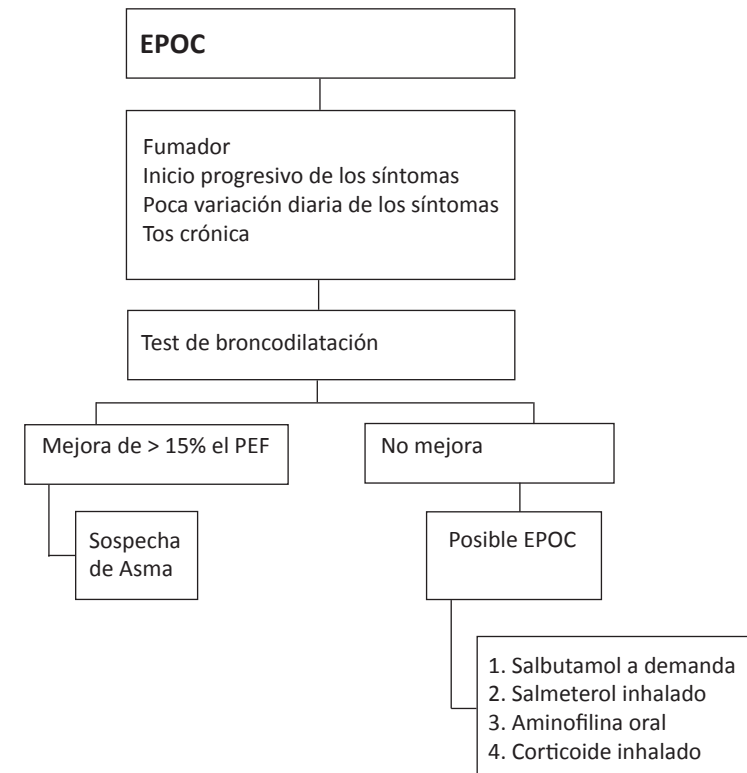 EPOC
Fumador
Inicio progresivo de los síntomas
Poca variación diaria de los síntomas
Tos crónica
Test de broncodilatación
Mejora de > 15% el PEF
No mejora
Sospecha
de Asma
Posible EPOC
1. Salbutamol a demanda
2. Salmeterol inhalado
3. Aminofilina oral
4. Corticoide inhalado